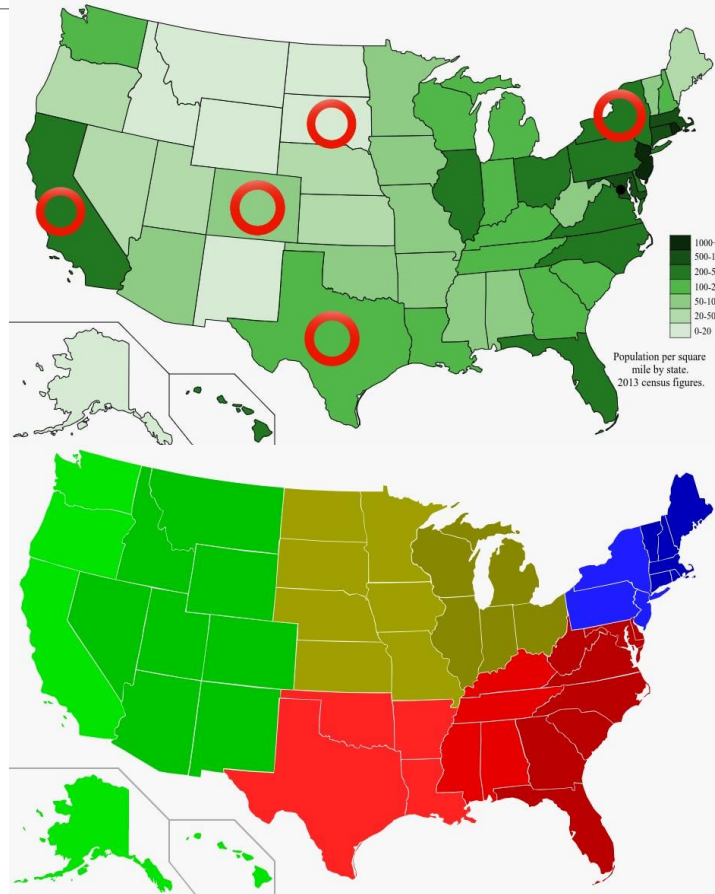 1000+
500-1
200-5
100-2
50-10
20-50
0-20
Population per square
mile by state.
2013 census figures.